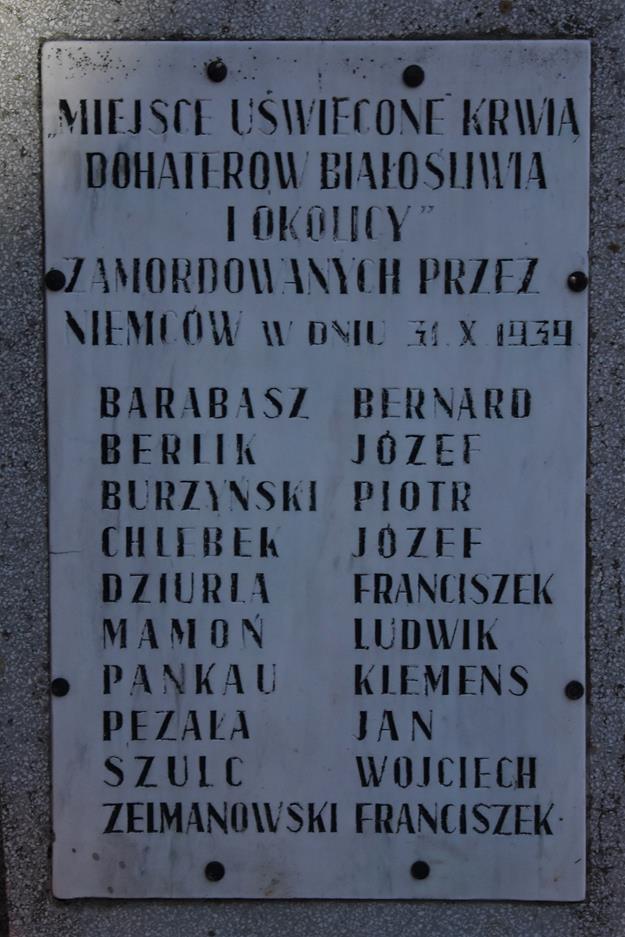 „MIEJSCE UŚWIĘCONE KRWIĄ
DOHATERÓW BIAŁOŚLIWIA
I OKOLICY”
ZAMORDOWANYCH PRZEZ
NIEMCÓW W DNIU 31. X 1939.
BARABASZ BERNARD
BERLIK JÓZEF
BURZYŃSKI PIOTR
CHLEBEK JÓZEF
DZIURLA FRANCISZEK
MAMOŃ LUDWIK
PANKAU KLEMENS
PEZAŁA JAN
SZULC WOJCIECH
ZELMANOWSKI FRANCISZEK.